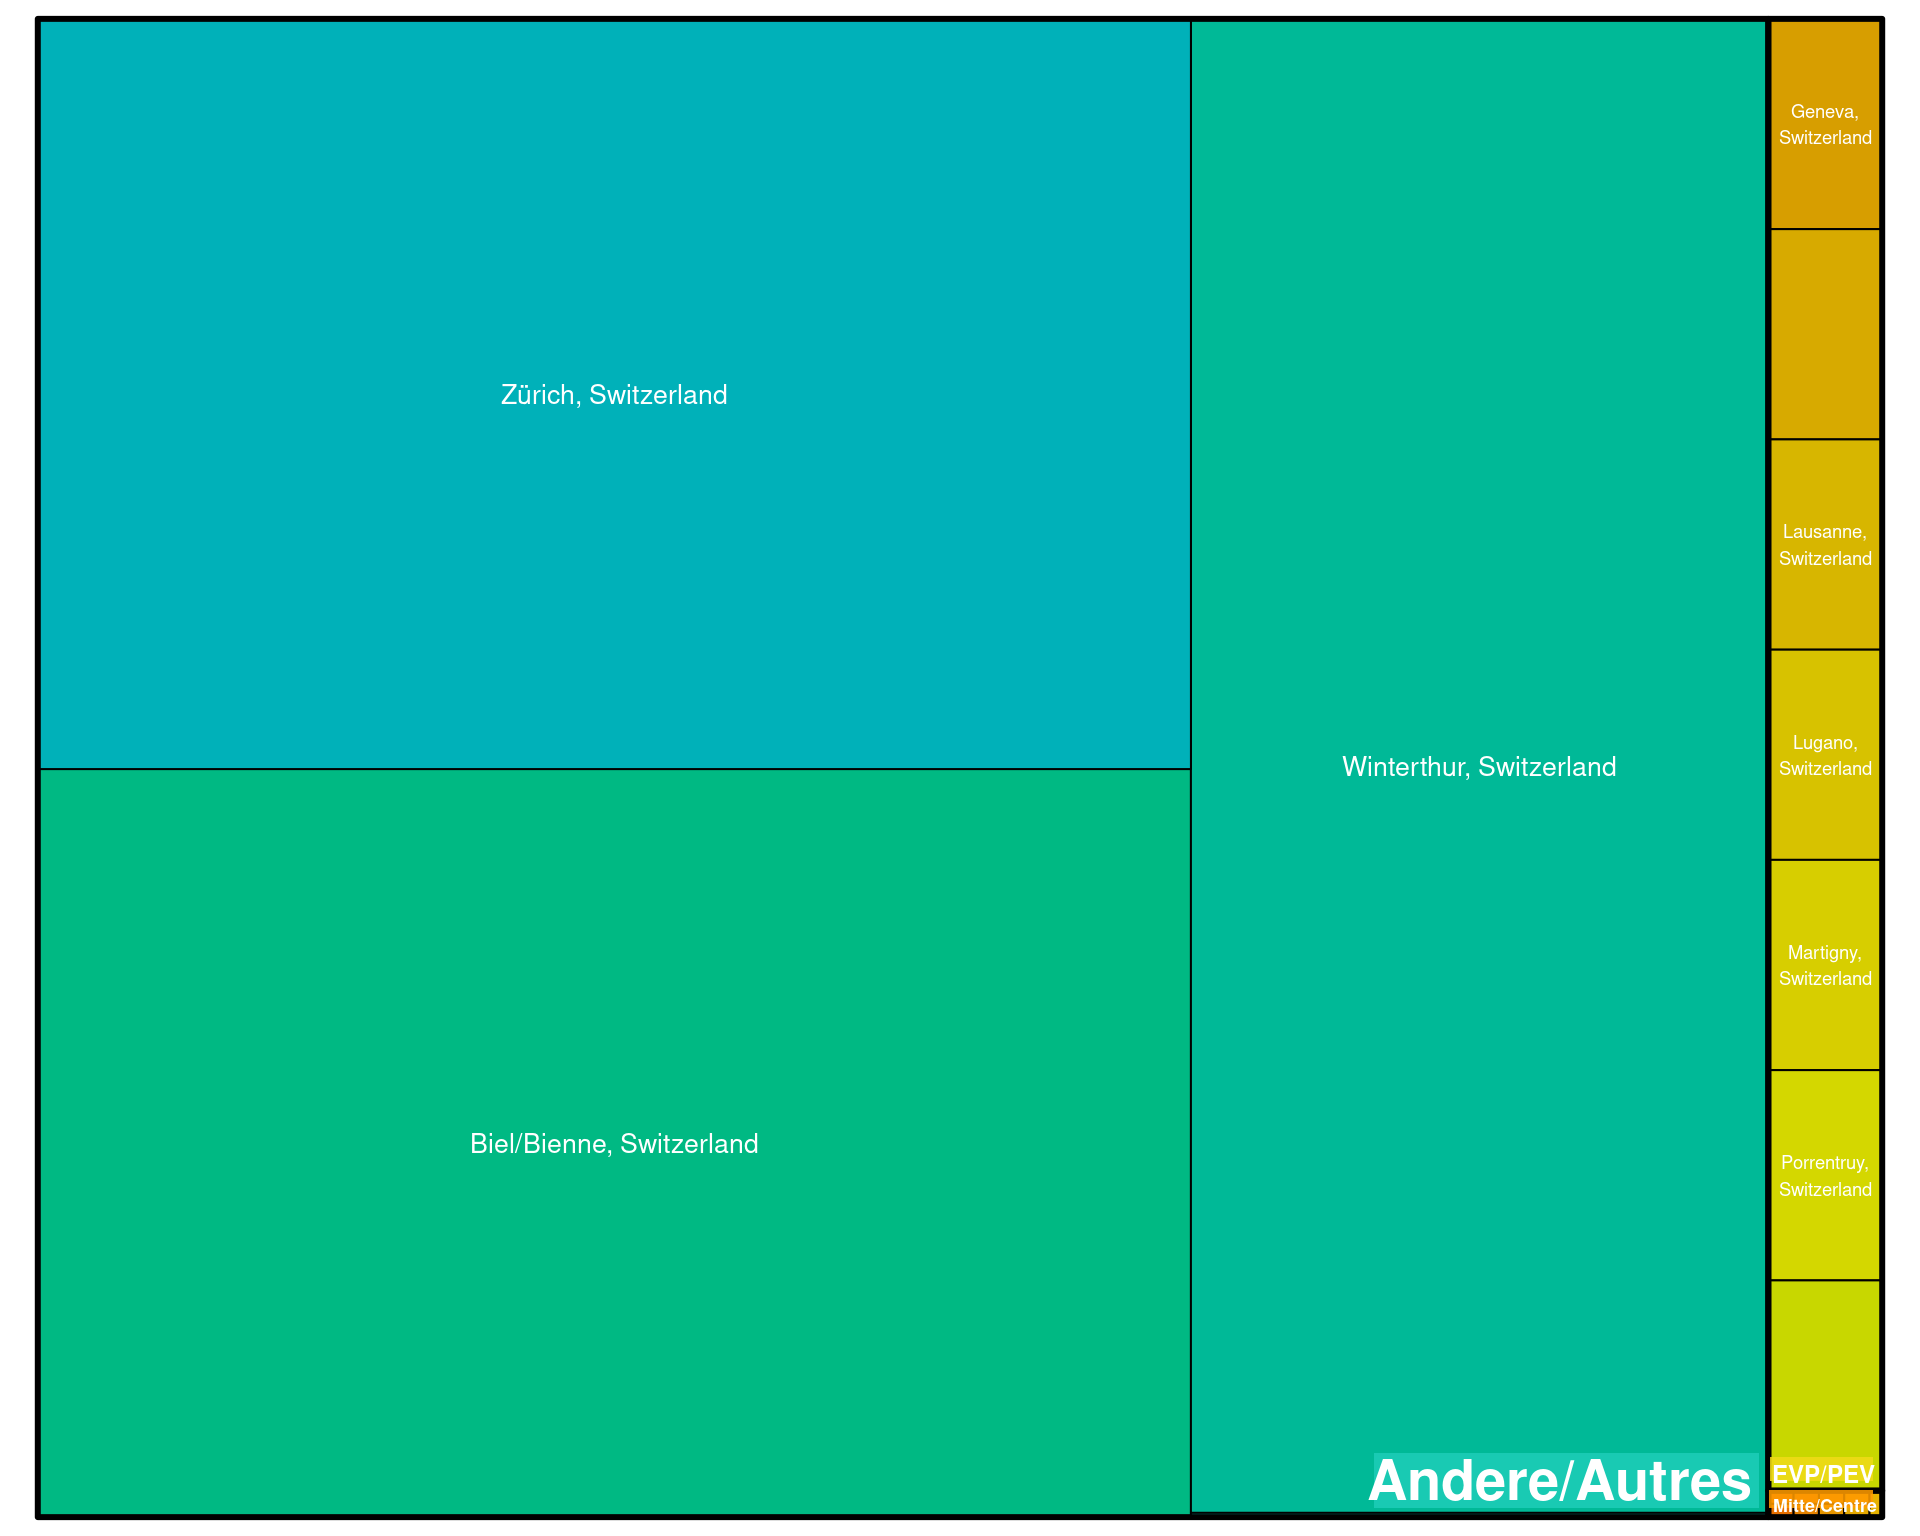 Zürich, Switzerland
Biel/Bienne, Switzerland
Winterthur, Switzerland
Andere/Autres
Geneva,
Switzerland
Lausanne,
Switzerland
Lugano,
Switzerland
Martigny,
Switzerland
Porrentruy,
Switzerland
EVP/PEV
Mitte/Centre